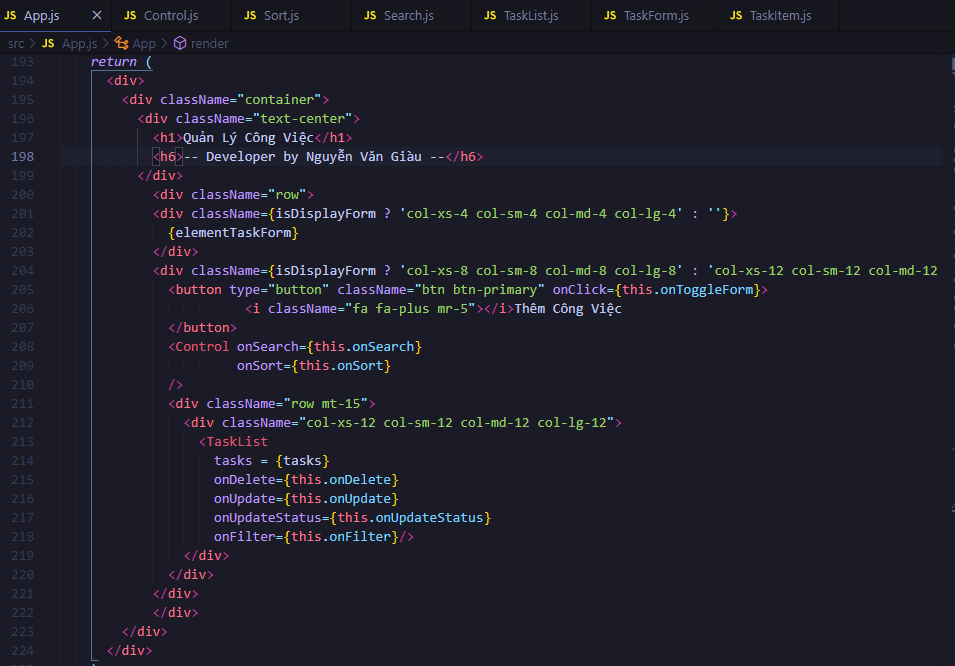 JS App.js × JS Control.js JS Sort.js JS Search.js JS TaskList.js JS TaskForm.js JS TaskItem.js
src > JS App.js > App > render
193 return (
194 <div>
195 <div className="container">
196 <div className="text-center">
197 <h1>Quản Lý Công Việc</h1>
198 <h6>-- Developer by Nguyễn Văn Giàu --</h6>
199 </div>
200 <div className="row">
201 <div className={isDisplayForm ? 'col-xs-4 col-sm-4 col-md-4 col-lg-4' : ''}>
202 {elementTaskForm}
203 </div>
204 <div className={isDisplayForm ? 'col-xs-8 col-sm-8 col-md-8 col-lg-8' : 'col-xs-12 col-sm-12 col-md-12
205 <button type="button" className="btn btn-primary" onClick={this.onToggleForm}>
206 <i className="fa fa-plus mr-5"></i>Thêm Công Việc
207 </button>
208 <Control onSearch={this.onSearch}
209 onSort={this.onSort}
210 />
211 <div className="row mt-15">
212 <div className="col-xs-12 col-sm-12 col-md-12 col-lg-12">
213 <TaskList
214 tasks = {tasks}
215 onDelete={this.onDelete}
216 onUpdate={this.onUpdate}
217 onUpdateStatus={this.onUpdateStatus}
218 onFilter={this.onFilter}/>
219 </div>
220 </div>
221 </div>
222 </div>
223 </div>
224 </div>